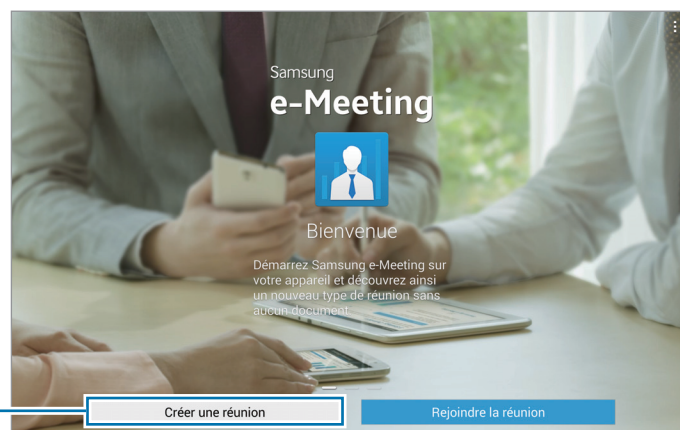 Samsung
e-Meeting
Bienvenue
Démarrez Samsung e-Meeting sur
votre appareil et découvrez ainsi
un nouveau type de réunion sans
aucun document.
Créer une réunion
Rejoindre la réunion